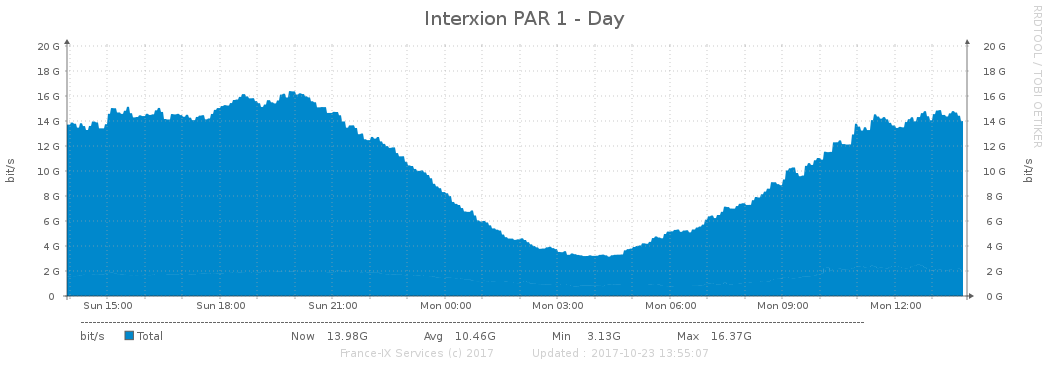 Interxion PAR 1 - Day
RRDTOOL / TOBI OETIKER
bit/s
20 G 20 G
18 G 18 G
16 G 16 G
14 G 14 G
12 G 12 G
10 G 10 G
8 G 8 G
6 G 6 G
4 G 4 G
2 G 2 G
0 0 G
bit/s
Sun 15:00 Sun 18:00 Sun 21:00 Mon 00:00 Mon 03:00 Mon 06:00 Mon 09:00 Mon 12:00
bit/s Total Now 13.98G Avg 10.46G Min 3.13G Max 16.37G
France-IX Services (c) 2017 Updated : 2017-10-23 13:55:07